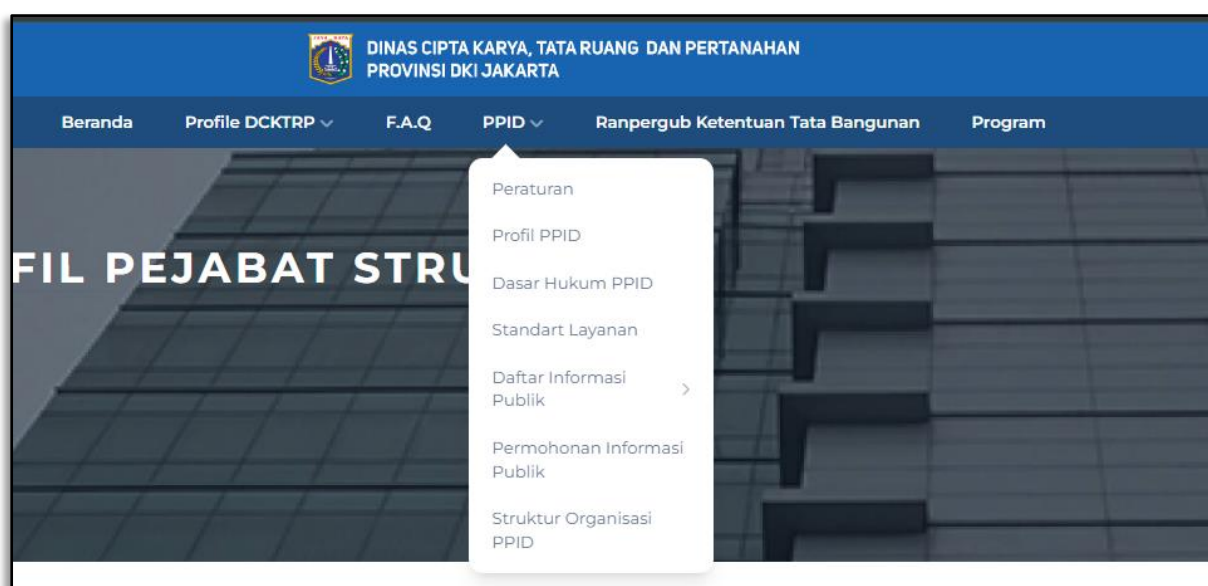 DINAS CIPTA KARYA, TATA RUANG DAN PERTANAHAN
PROVINSI DKI JAKARTA
Beranda
Profile DCKTRP
F.A.Q
PPID
Ranpergub Ketentuan Tata Bangunan
Program
FIL PEJABAT STRU
Peraturan
Profil PPID
Dasar Hukum PPID
Standart Layanan
Daftar Informasi
Publik
Permohonan Informasi
Publik
Struktur Organisasi
PPID